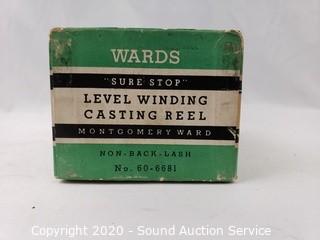 WARDS
"SURE STOP"
LEVEL WINDING
CASTING REEL
MONTGOMERY WARD
NON-BACK-LASH
No. 60-6681
Copyright © 2020 - Sound Auction Service